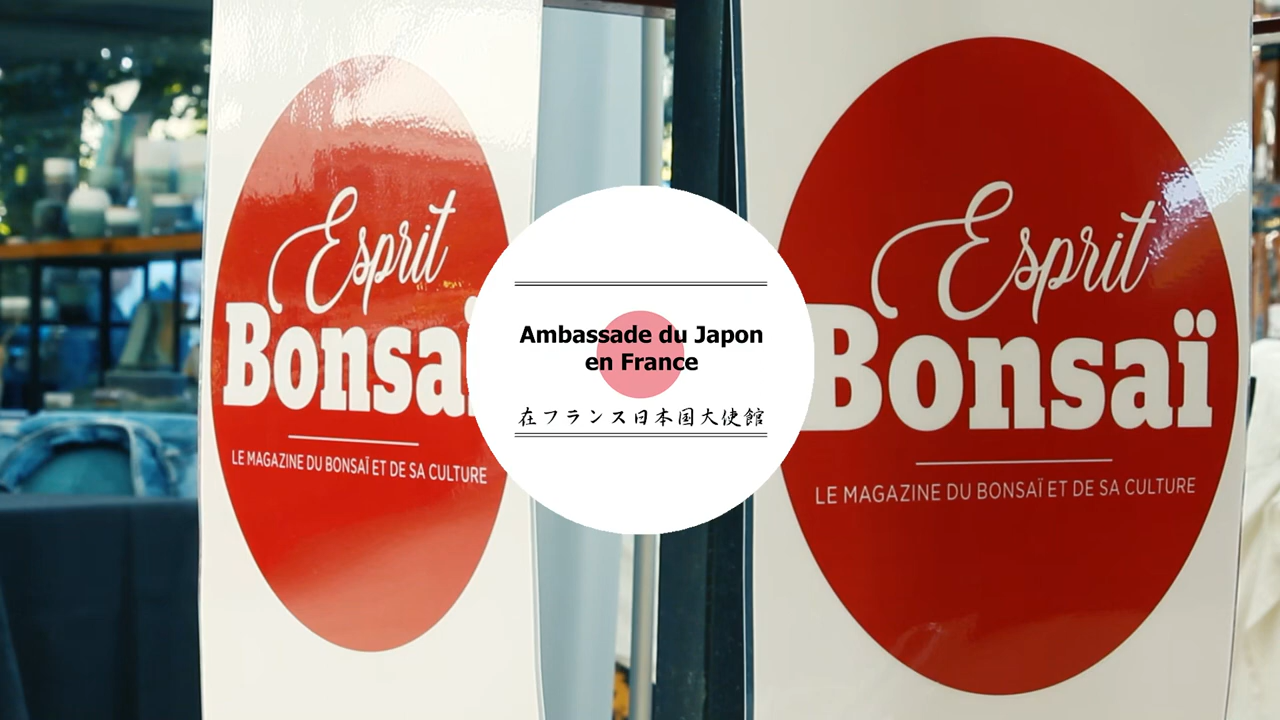 Esprit
Bonsaï
LE MAGAZINE DU BONSAÏ ET DE SA CULTURE
Ambassade du Japon
en France
在フランス日本国大使館
Esprit
Bonsaï
LE MAGAZINE DU BONSAÏ ET DE SA CULTURE